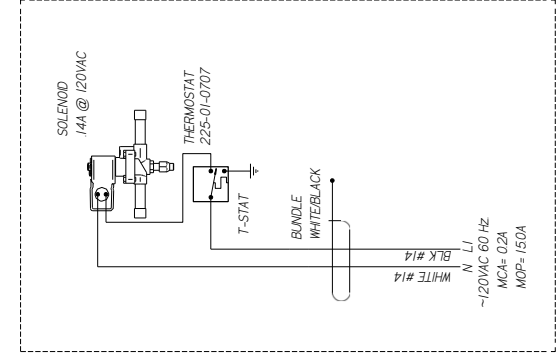 SOLENOID
.14A @ 120VAC
THERMOSTAT
225-01-0707
T-STAT
BUNDLE
WHITE/BLACK
BLK #14
WHITE #14
N L1
~120VAC 60 Hz
MCA= 0.2A
MOP= 15.0A